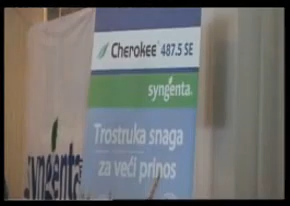 Cherokee® 487.5 SE
syngenta.
Trostruka snaga
za veći prinos
syngenta